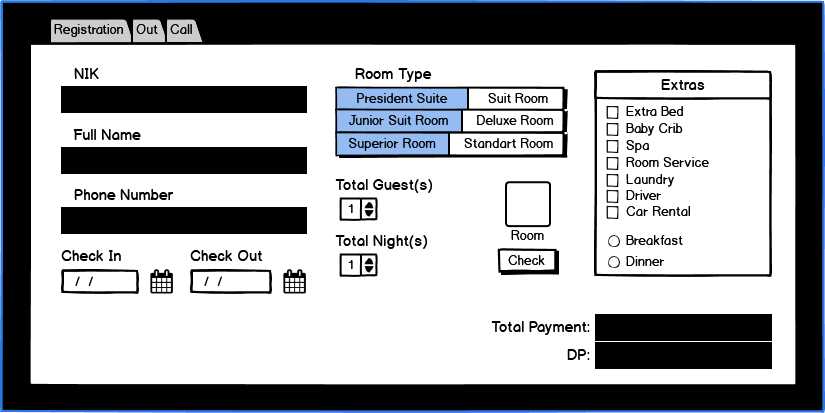 Registration Out Call
NIK
Full Name
Phone Number
Check In Check Out
/ / / /
Room Type
President Suite Suit Room
Junior Suit Room Deluxe Room
Superior Room Standart Room
Total Guest(s)
1
Total Night(s)
1
Room
Check
Extras
Extra Bed
Baby Crib
Spa
Room Service
Laundry
Driver
Car Rental
Breakfast
Dinner
Total Payment:
DP: